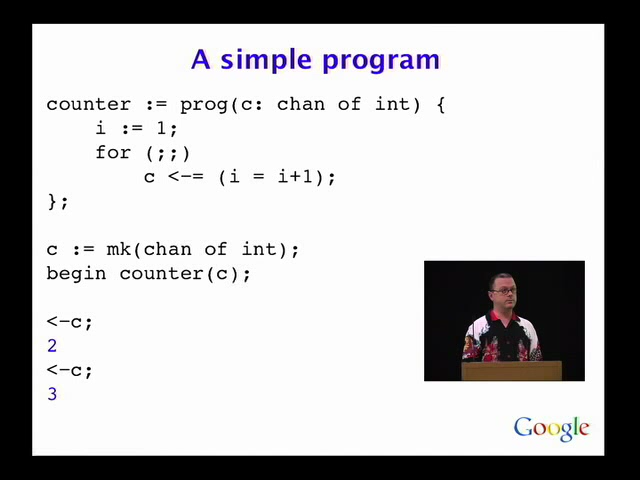 A simple program
counter := prog(c: chan of int) {
    i := 1;
    for (;;)
        c <-= (i = i+1);
};
c := mk(chan of int);
begin counter(c);
<-c;
2
<-c;
3
Google